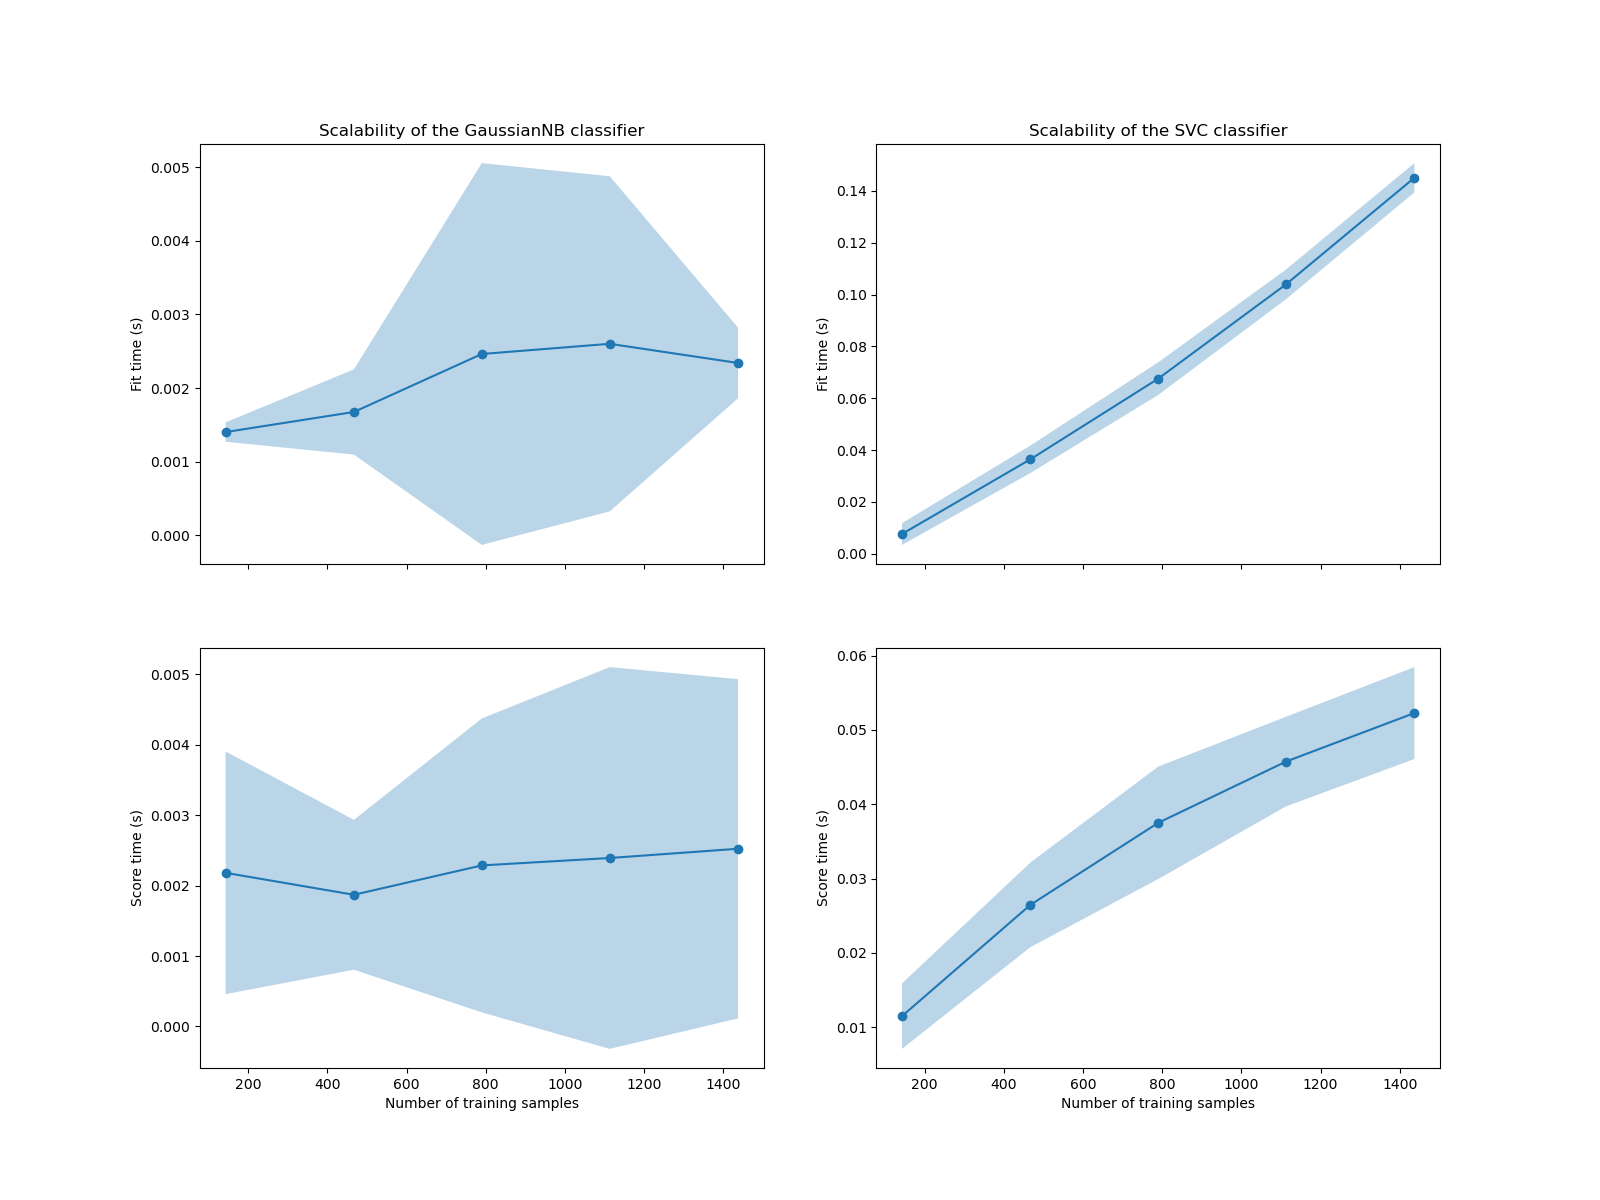 Scalability of the GaussianNB classifier
0.005
0.004
0.003
0.002
0.001
0.000
Fit time (s)
Scalability of the SVC classifier
0.14
0.12
0.10
0.08
0.06
0.04
0.02
0.00
Fit time (s)
0.005
0.004
0.003
0.002
0.001
0.000
Score time (s)
200 400 600 800 1000 1200 1400
Number of training samples
0.06
0.05
0.04
0.03
0.02
0.01
Score time (s)
200 400 600 800 1000 1200 1400
Number of training samples